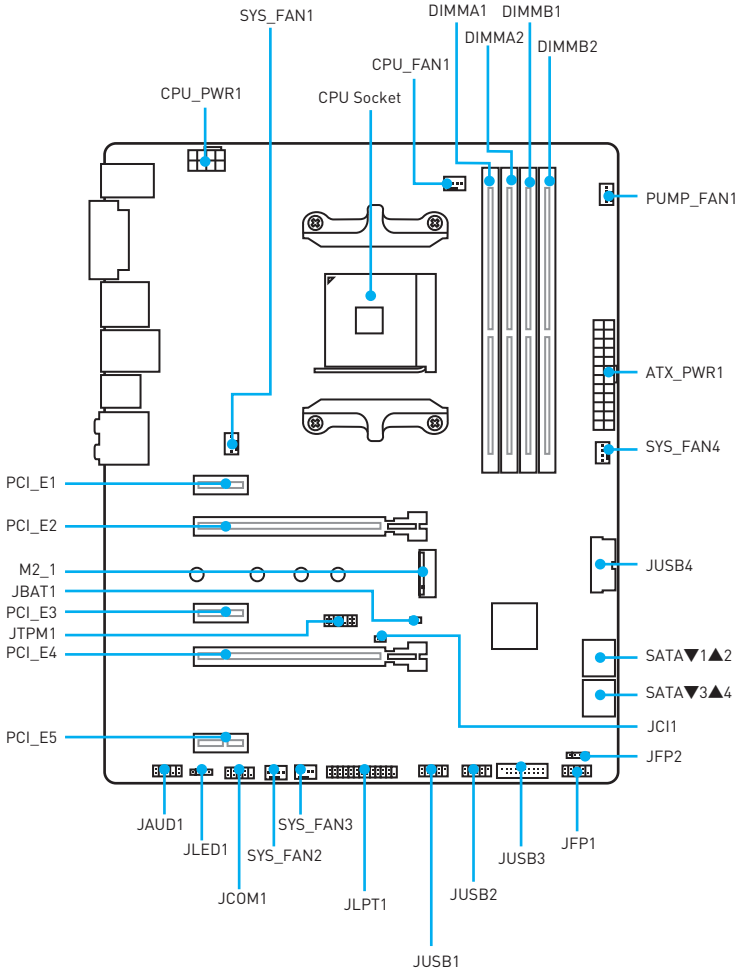 SYS_FAN1
DIMMA1
DIMMB1
DIMMA2
DIMMB2
CPU_FAN1
CPU_PWR1
CPU Socket
PUMP_FAN1
ATX_PWR1
SYS_FAN4
PCI_E1
PCI_E2
M2_1
JUSB4
JBAT1
PCI_E3
JTPM1
PCI_E4
SATA▼1▲2
SATA▼3▲4
JCI1
PCI_E5
JFP2
JAUD1
JLED1
SYS_FAN3
SYS_FAN2
JUSB3
JFP1
JCOM1
JLPT1
JUSB2
JUSB1